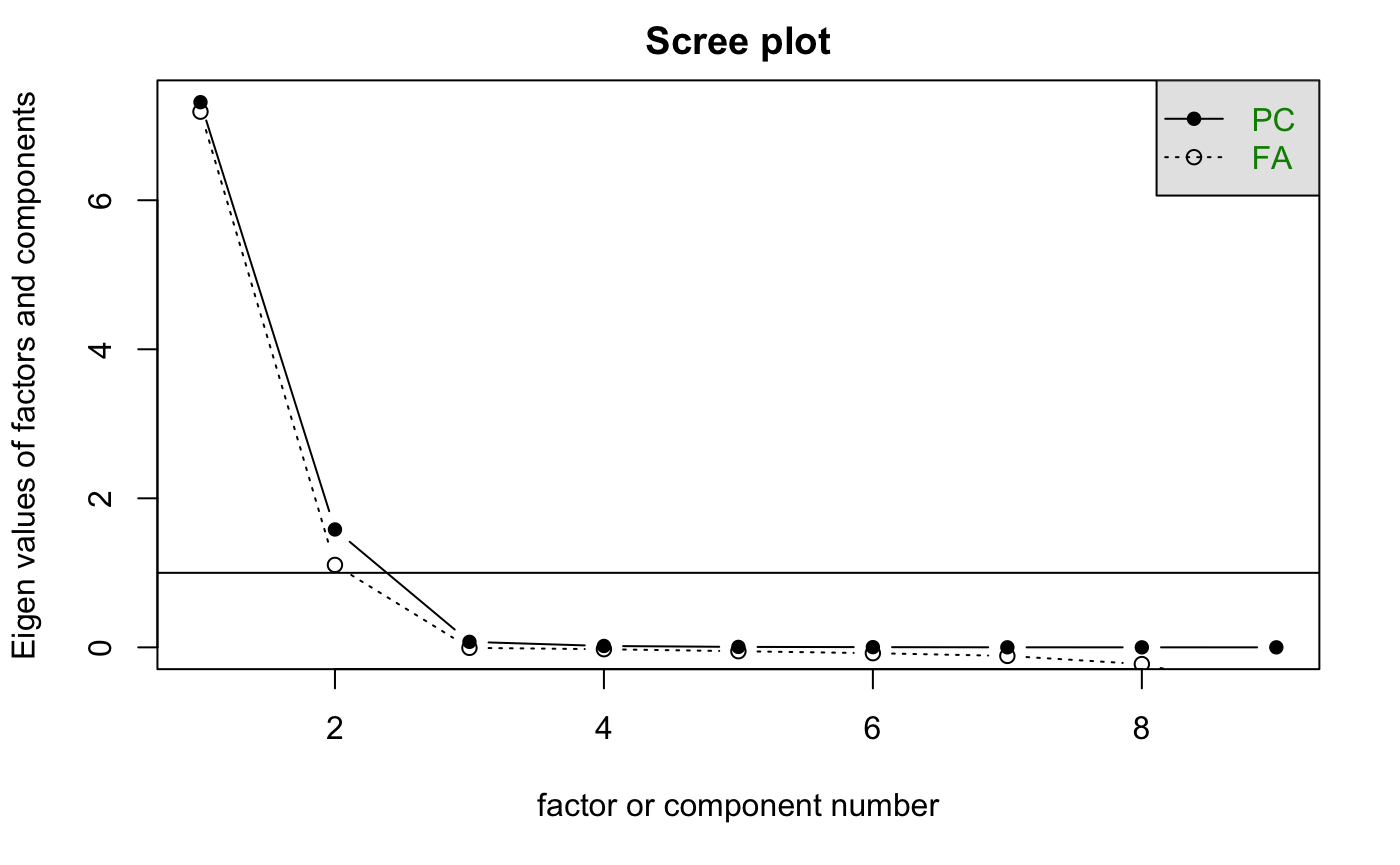 Scree plot
PC
FA
Eigen values of factors and components
6
4
2
0
2
4
6
8
factor or component number